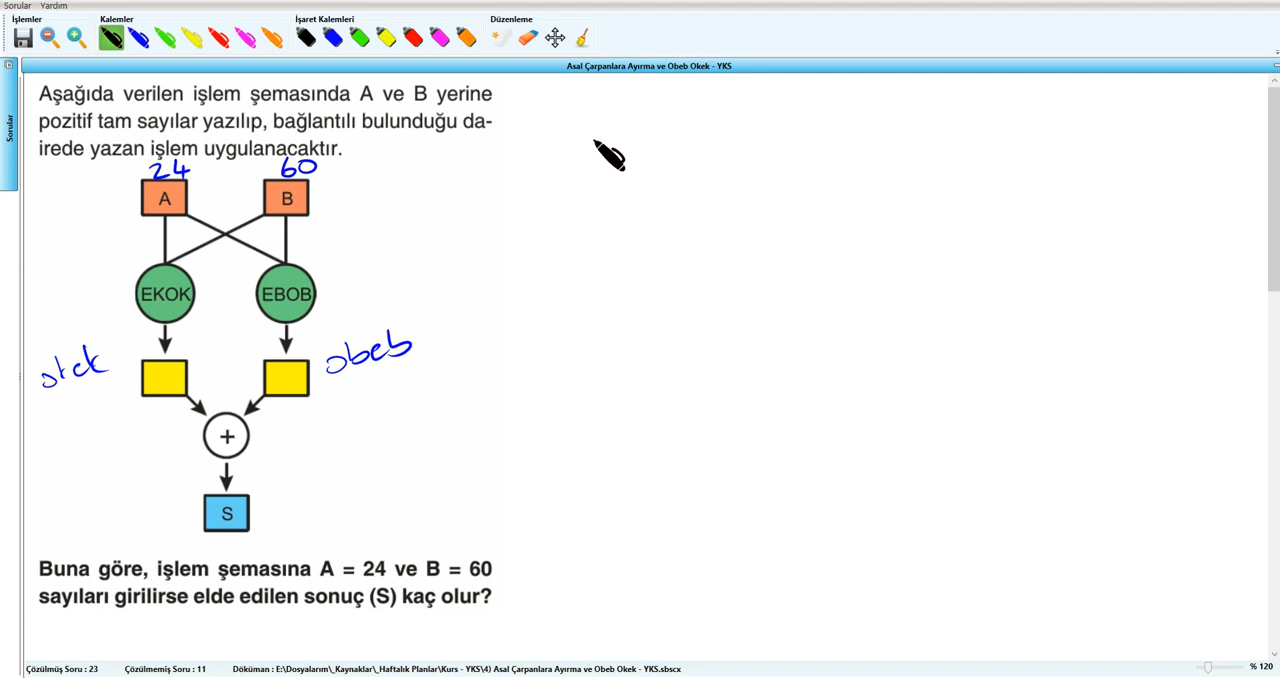 Sorular Yardım
İşlemler Kalemler İşaret Kalemleri Düzenleme
Asal Çarpanlara Ayırma ve Obeb Okek - YKS
Sorular
Aşağıda verilen işlem şemasında A ve B yerine
pozitif tam sayılar yazılıp, bağlantılı bulunduğu da-
irede yazan işlem uygulanacaktır.
24 60
A B
EKOK EBOB
okek obeb
+
S
Buna göre, işlem şemasına A = 24 ve B = 60
sayıları girilirse elde edilen sonuç (S) kaç olur?
Çözülmüş Soru : 23 Çözülmemiş Soru : 11 Döküman : E:\Dosyalarım\_Kaynaklar\_Haftalık Planlar\Kurs - YKS\4) Asal Çarpanlara Ayırma ve Obeb Okek - YKS.sbscx % 120